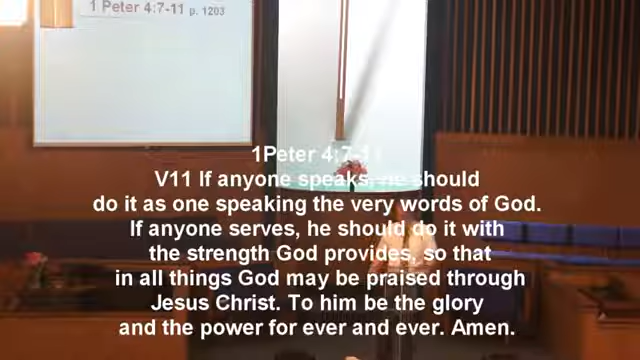 1 Peter 4:7-11 p. 1203
1Peter 4:7-11
V11 If anyone speaks, he should
do it as one speaking the very words of God.
If anyone serves, he should do it with
the strength God provides, so that
in all things God may be praised through
Jesus Christ. To him be the glory
and the power for ever and ever. Amen.